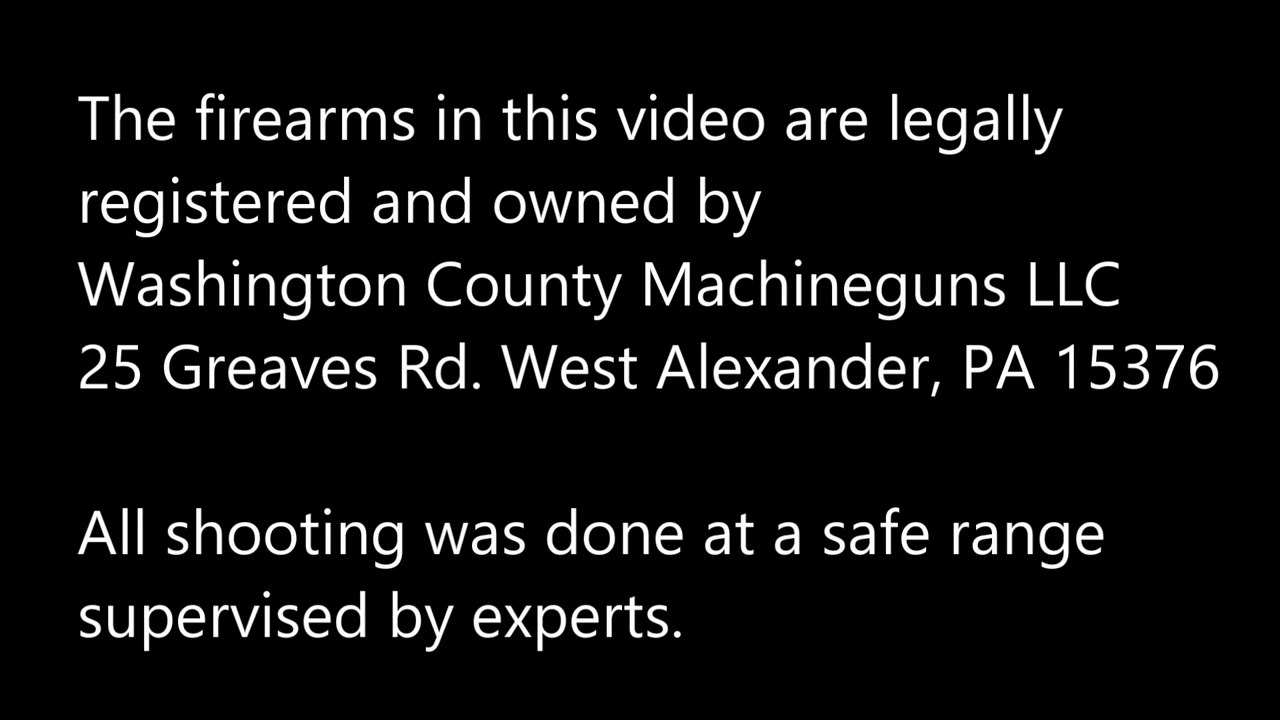 The firearms in this video are legally
registered and owned by
Washington County Machineguns LLC
25 Greaves Rd. West Alexander, PA 15376
All shooting was done at a safe range
supervised by experts.